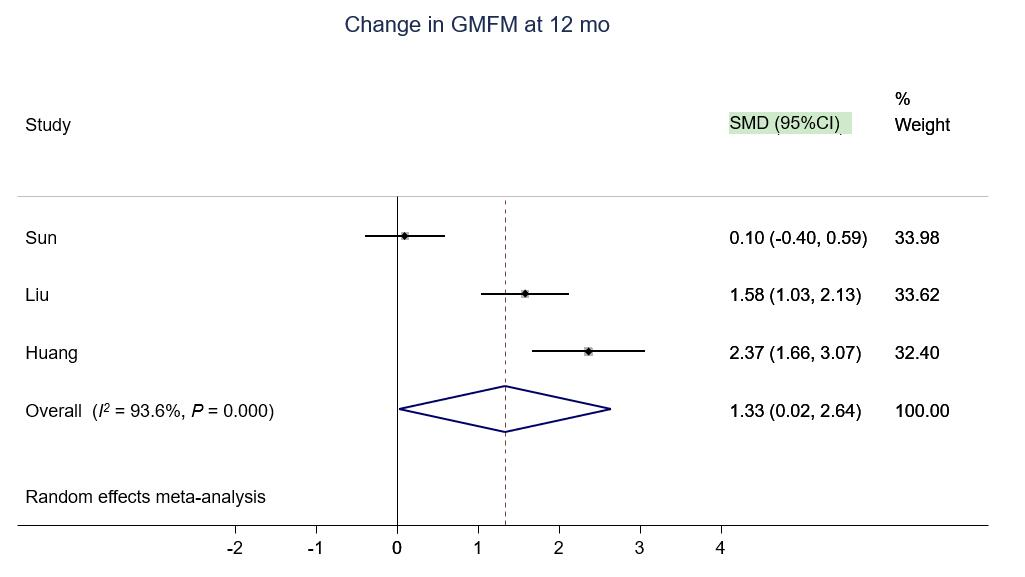 Change in GMFM at 12 mo
%
Study SMD (95%CI) Weight
Sun 0.10 (-0.40, 0.59) 33.98
Liu 1.58 (1.03, 2.13) 33.62
Huang 2.37 (1.66, 3.07) 32.40
Overall (I² = 93.6%, P = 0.000) 1.33 (0.02, 2.64) 100.00
Random effects meta-analysis
-2 -1 0 1 2 3 4